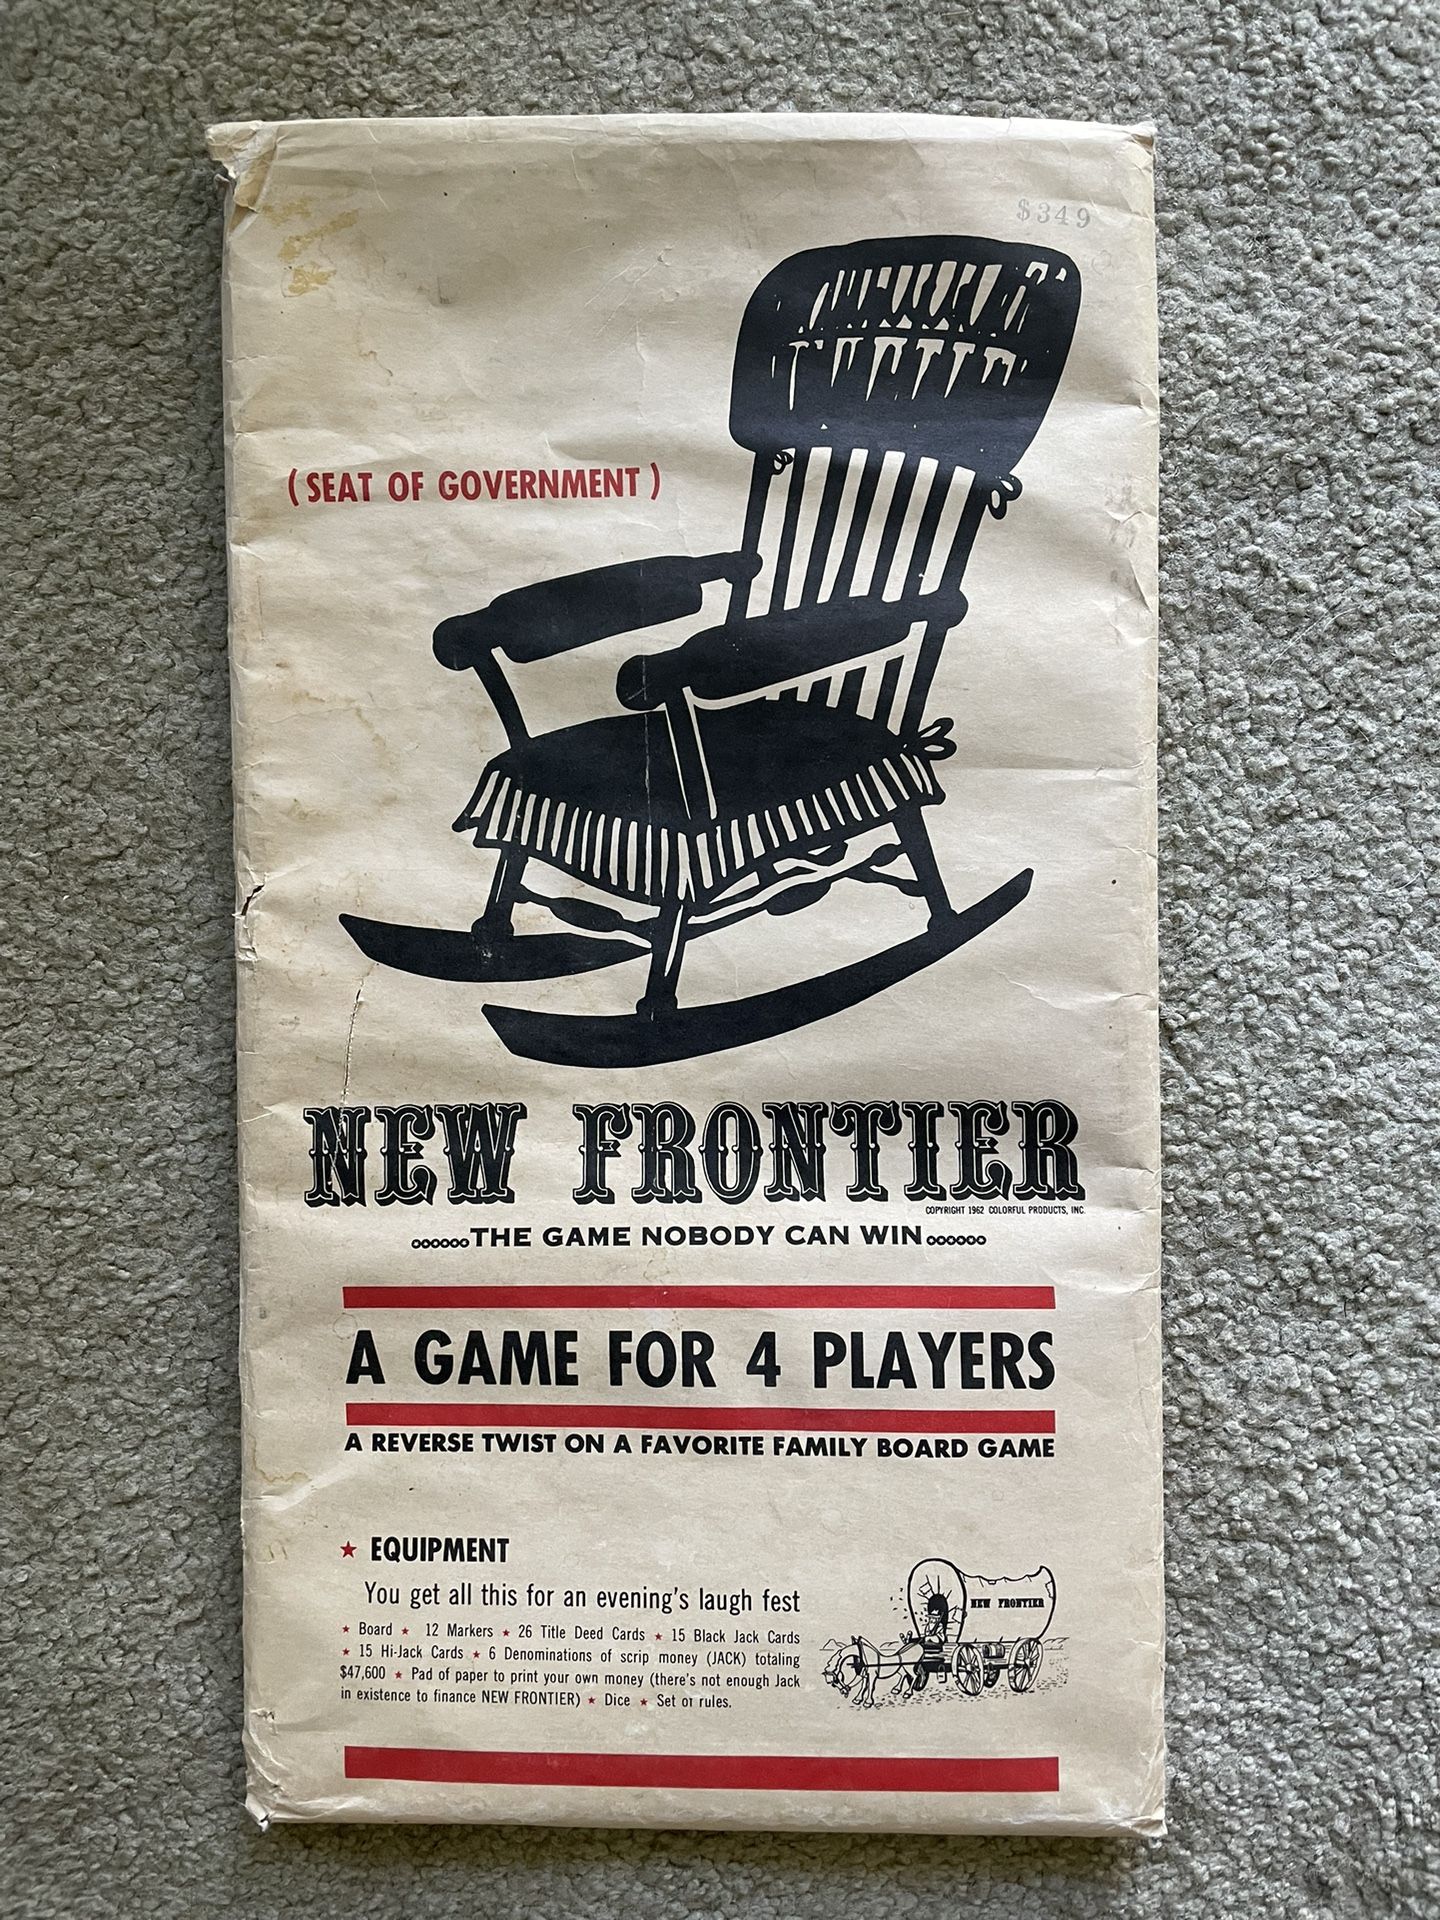 $349
(SEAT OF GOVERNMENT)
NEW FRONTIER
COPYRIGHT 1962 COLORFUL PRODUCTS, INC.
THE GAME NOBODY CAN WIN
A GAME FOR 4 PLAYERS
A REVERSE TWIST ON A FAVORITE FAMILY BOARD GAME
★ EQUIPMENT
You get all this for an evening's laugh fest
★ Board ★ 12 Markers ★ 26 Title Deed Cards ★ 15 Black Jack Cards
★ 15 Hi-Jack Cards ★ 6 Denominations of scrip money (JACK) totaling
$47,600 ★ Pad of paper to print your own money (there's not enough Jack
in existence to finance NEW FRONTIER) ★ Dice ★ Set of rules.
NEW FRONTIER